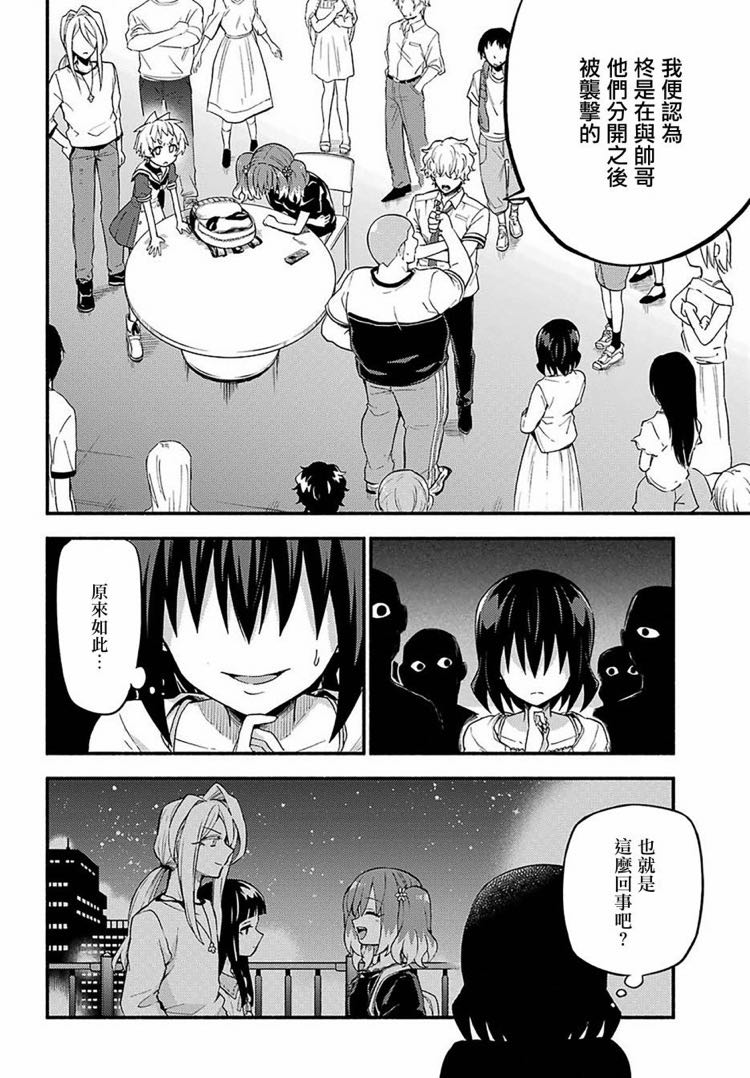 我便認為
柊是在與帥哥
他們分開之後
被襲擊的
原來如此…
也就是
這麼回事吧？